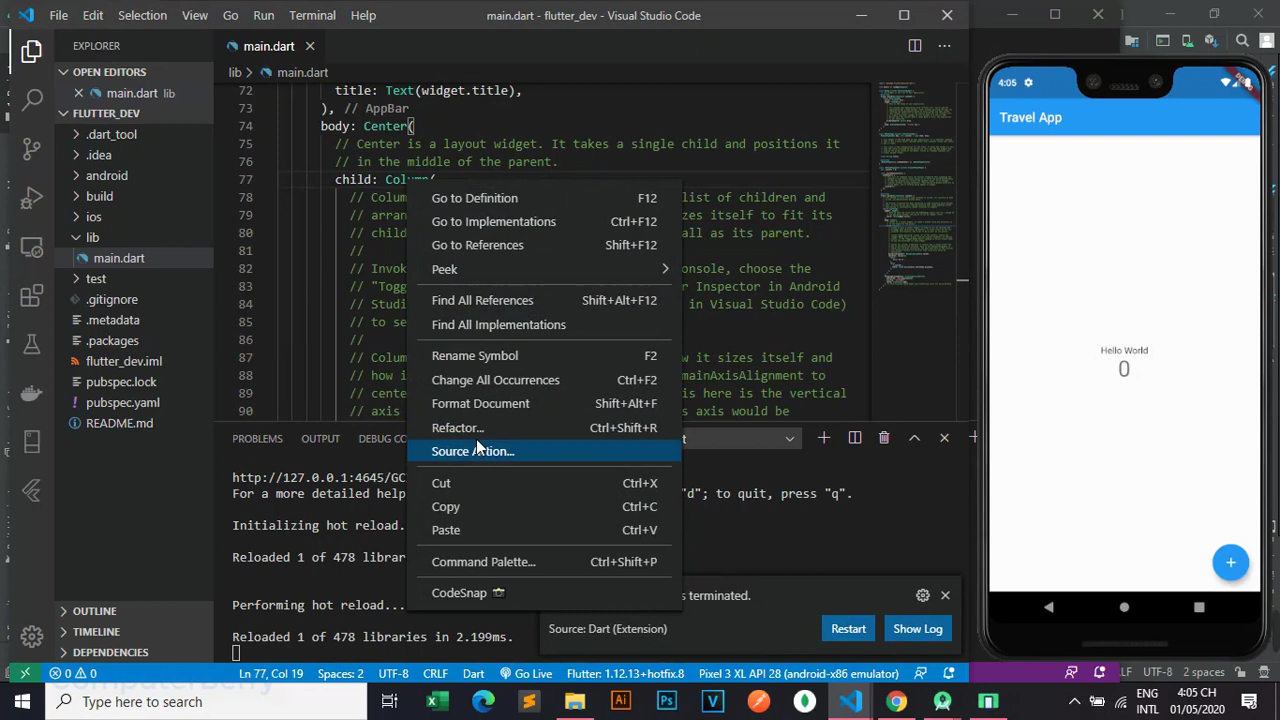 File Edit Selection View Go Run Terminal Help
main.dart - flutter_dev - Visual Studio Code
EXPLORER
OPEN EDITORS
main.dart lib
FLUTTER_DEV
.dart_tool
.idea
android
build
ios
lib
main.dart
test
.gitignore
.metadata
.packages
flutter_dev.iml
pubspec.lock
pubspec.yaml
README.md
OUTLINE
TIMELINE
DEPENDENCIES
main.dart
lib > main.dart
72 title: Text(widget.title),
73 ), // AppBar
74 body: Center(
75 // Center is a layout widget. It takes a single child and positions it
76 // in the middle of the parent.
77 child: Column(
78 // Colum list of children and
79 // arran zes itself to fit its
80 // child all as its parent.
81 //
82 // Invok onsole, choose the
83 // "Togg r Inspector in Android
84 // Studi in Visual Studio Code)
85 // to se
86 //
87 // Colum w it sizes itself and
88 // how i mainAxisAlignment to
89 // cente is here is the vertical
90 // axis s axis would be
Go to Definition F12
Go to Implementations Ctrl+F12
Go to References Shift+F12
Peek
Find All References Shift+Alt+F12
Find All Implementations
Rename Symbol F2
Change All Occurrences Ctrl+F2
Format Document Shift+Alt+F
Refactor... Ctrl+Shift+R
Source Action...
Cut Ctrl+X
Copy Ctrl+C
Paste Ctrl+V
Command Palette... Ctrl+Shift+P
CodeSnap
PROBLEMS OUTPUT DEBUG CO t
http://127.0.0.1:4645/GC
For a more detailed help "d"; to quit, press "q".
Initializing hot reload.
Reloaded 1 of 478 librar
Performing hot reload...
Reloaded 1 of 478 libraries in 2.199ms.
s terminated.
Source: Dart (Extension)
Restart Show Log
4:05
DEBUG
Travel App
Hello World
0
0 0
Ln 77, Col 19 Spaces: 2 UTF-8 CRLF Dart Go Live Flutter: 1.12.13+hotfix.8 Pixel 3 XL API 28 (android-x86 emulator)
LF UTF-8 2 spaces
Type here to search
ENG
INTL
4:05 CH
01/05/2020